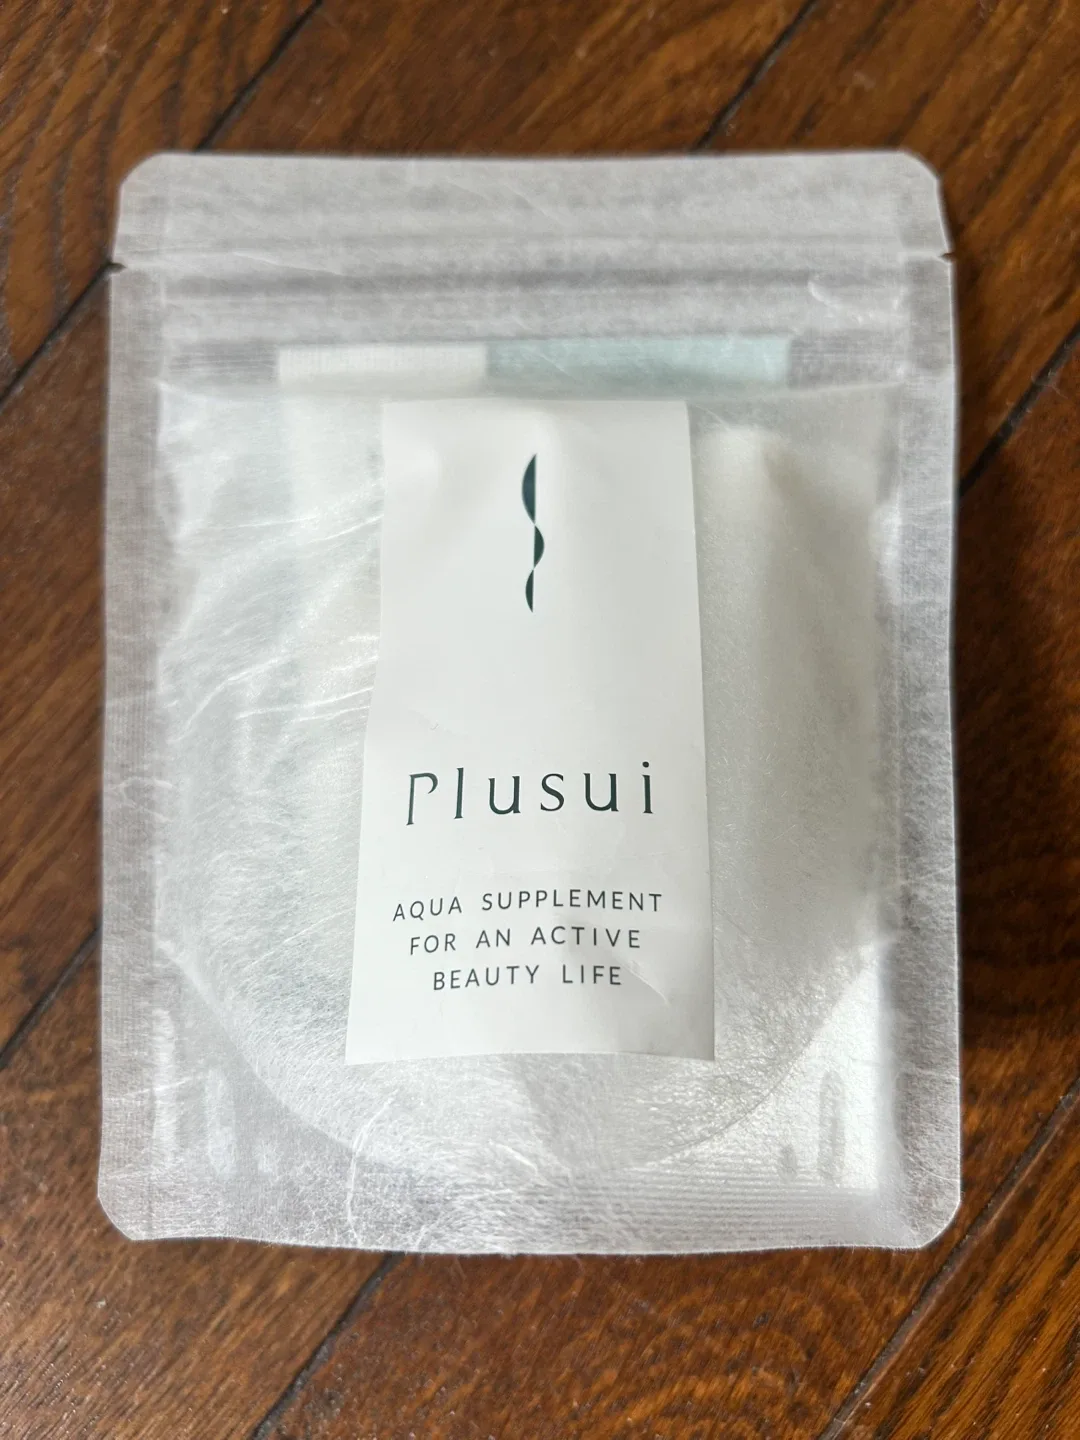 Plusui
AQUA SUPPLEMENT
FOR AN ACTIVE
BEAUTY LIFE